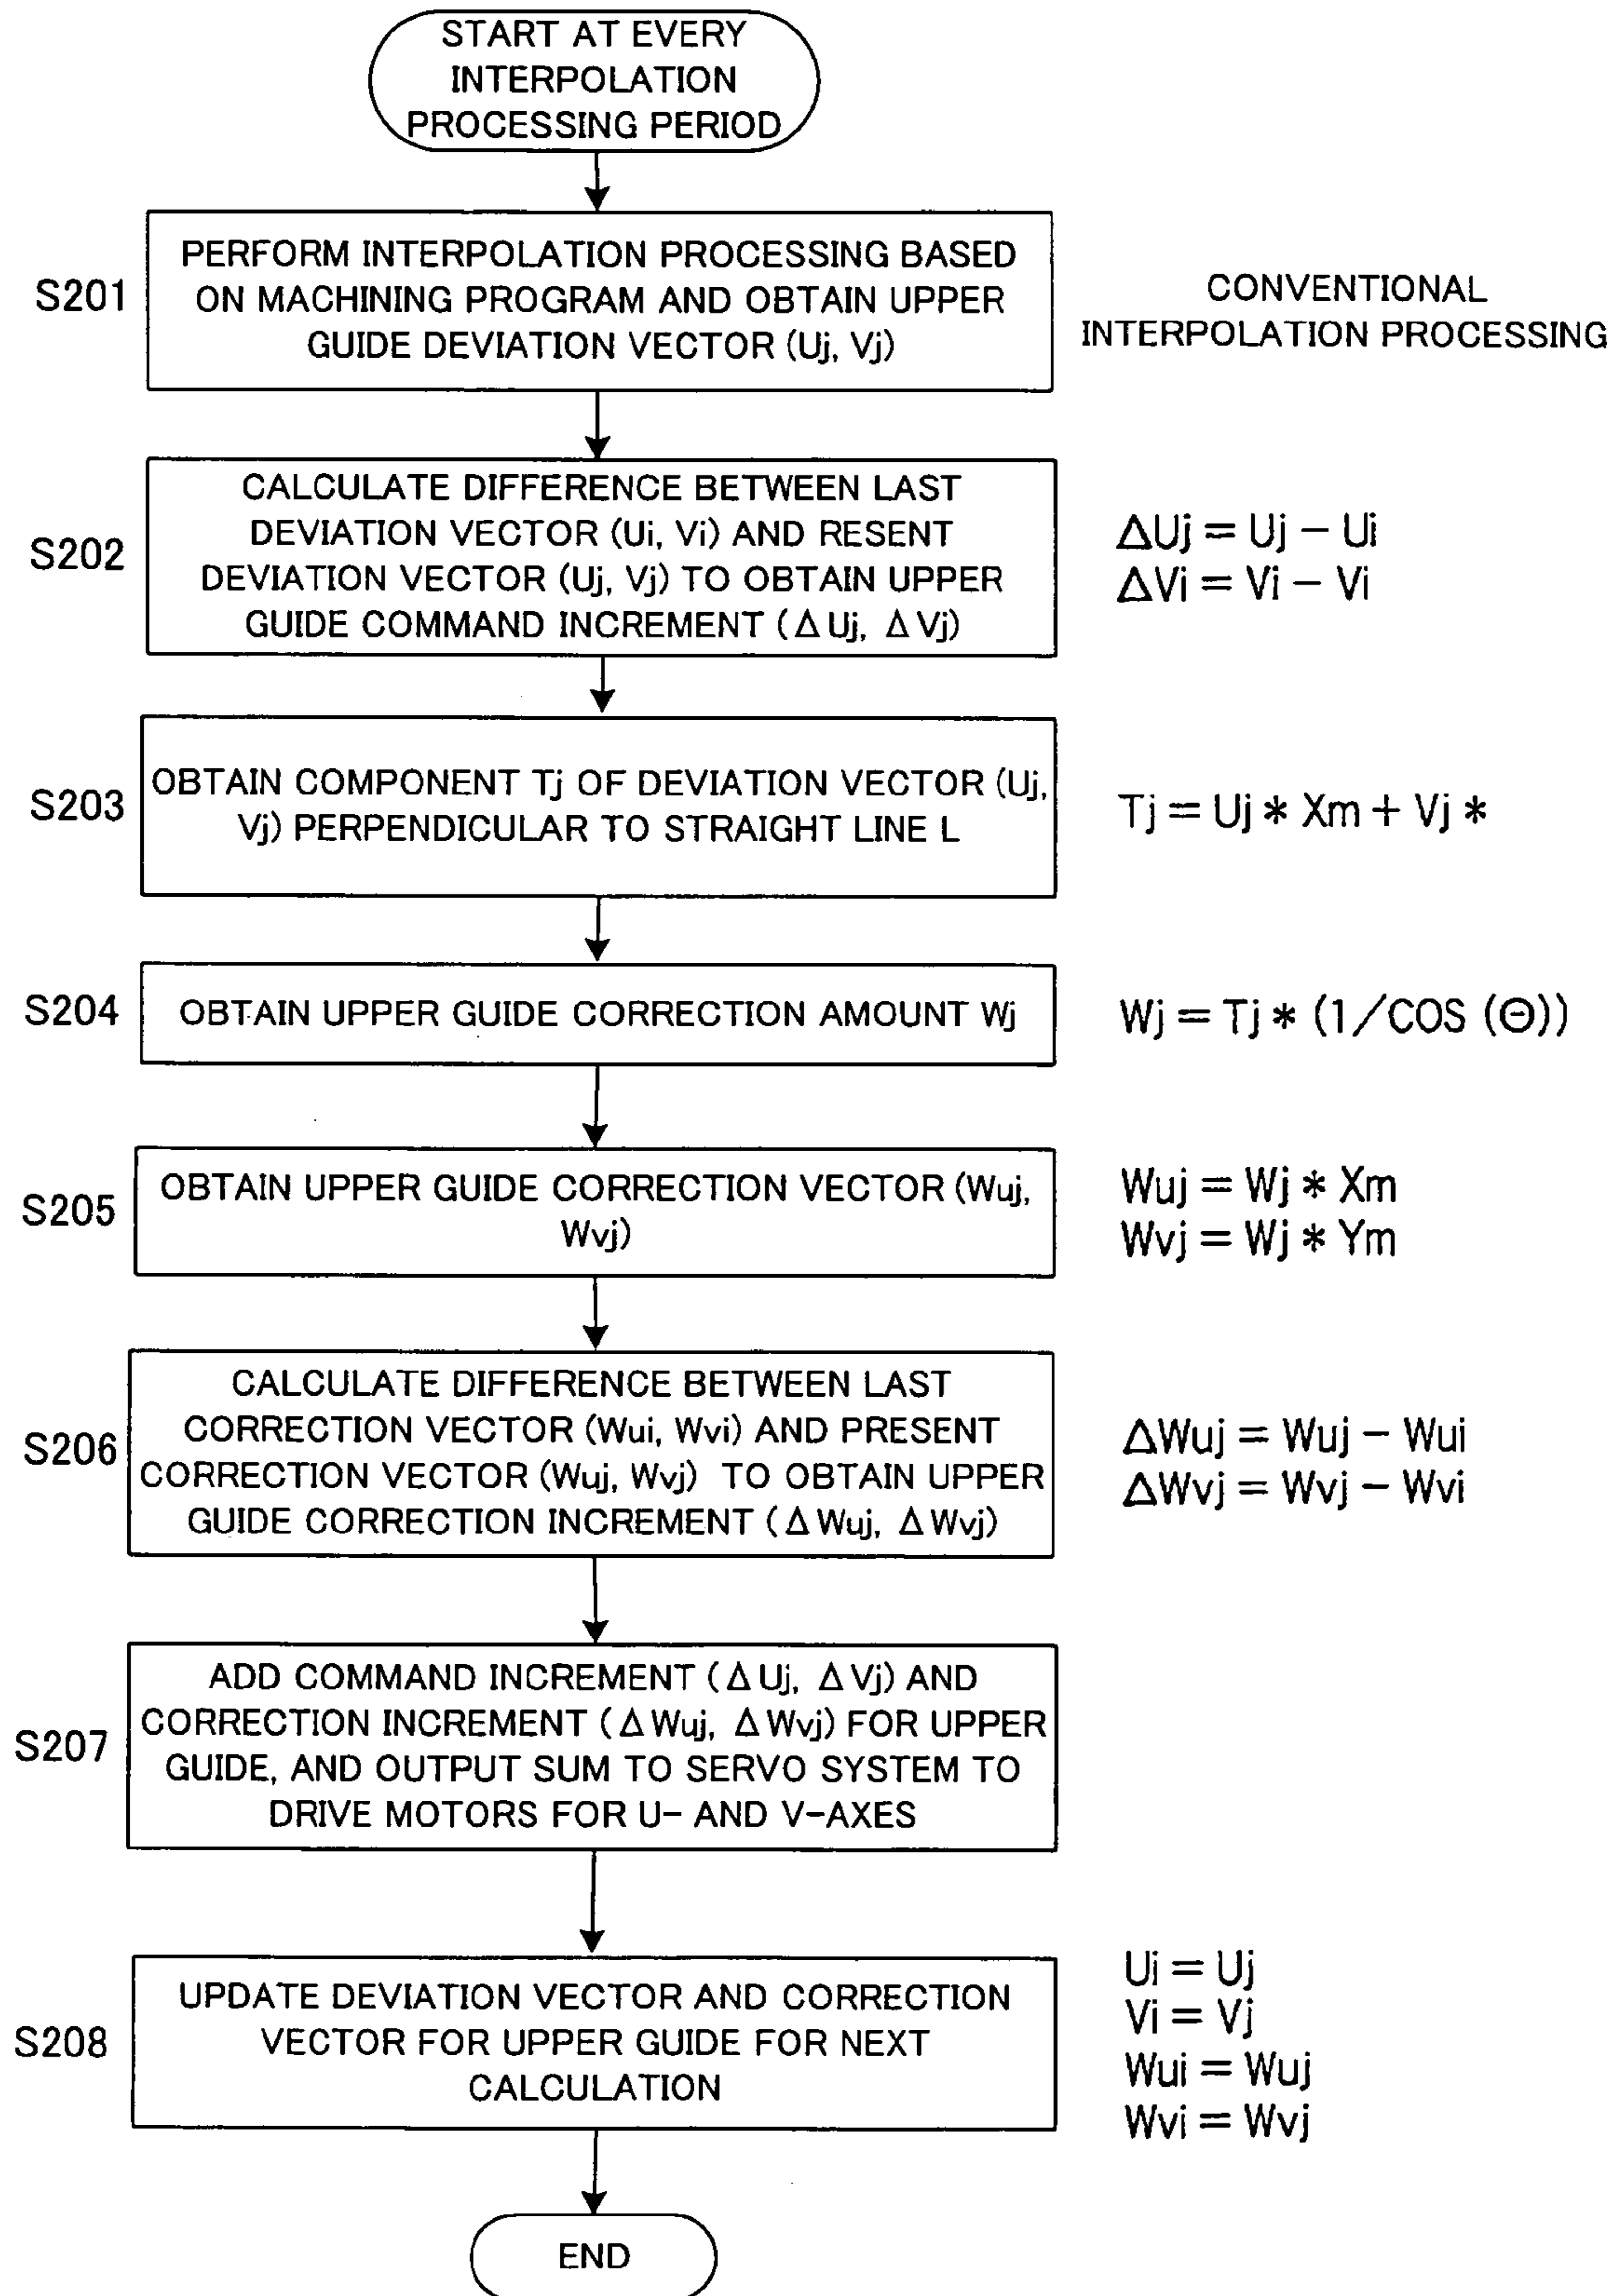 START AT EVERY
INTERPOLATION
PROCESSING PERIOD
S201
PERFORM INTERPOLATION PROCESSING BASED
ON MACHINING PROGRAM AND OBTAIN UPPER
GUIDE DEVIATION VECTOR (Uj, Vj)
CONVENTIONAL
INTERPOLATION PROCESSING
S202
CALCULATE DIFFERENCE BETWEEN LAST
DEVIATION VECTOR (Ui, Vi) AND RESENT
DEVIATION VECTOR (Uj, Vj) TO OBTAIN UPPER
GUIDE COMMAND INCREMENT (ΔUj, ΔVj)
ΔUj = Uj − Ui
ΔVi = Vi − Vi
S203
OBTAIN COMPONENT Tj OF DEVIATION VECTOR (Uj,
Vj) PERPENDICULAR TO STRAIGHT LINE L
Tj = Uj * Xm + Vj *
S204
OBTAIN UPPER GUIDE CORRECTION AMOUNT Wj
Wj = Tj * (1/COS (Θ))
S205
OBTAIN UPPER GUIDE CORRECTION VECTOR (Wuj,
Wvj)
Wuj = Wj * Xm
Wvj = Wj * Ym
S206
CALCULATE DIFFERENCE BETWEEN LAST
CORRECTION VECTOR (Wui, Wvi) AND PRESENT
CORRECTION VECTOR (Wuj, Wvj) TO OBTAIN UPPER
GUIDE CORRECTION INCREMENT (ΔWuj, ΔWvj)
ΔWuj = Wuj − Wui
ΔWvj = Wvj − Wvi
S207
ADD COMMAND INCREMENT (ΔUj, ΔVj) AND
CORRECTION INCREMENT (ΔWuj, ΔWvj) FOR UPPER
GUIDE, AND OUTPUT SUM TO SERVO SYSTEM TO
DRIVE MOTORS FOR U- AND V-AXES
S208
UPDATE DEVIATION VECTOR AND CORRECTION
VECTOR FOR UPPER GUIDE FOR NEXT
CALCULATION
Ui = Uj
Vi = Vj
Wui = Wuj
Wvi = Wvj
END